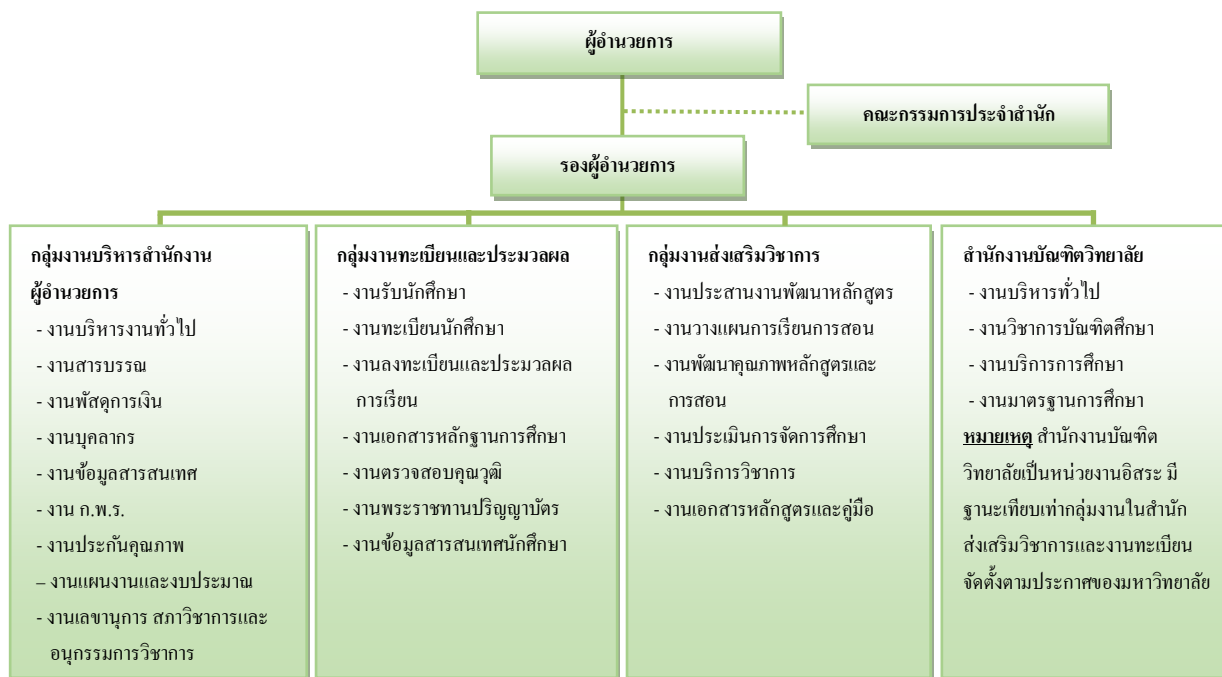 ผู้อำนวยการ
คณะกรรมการประจำสำนัก
รองผู้อำนวยการ
กลุ่มงานบริหารสำนักงาน
ผู้อำนวยการ
- งานบริหารงานทั่วไป
- งานสารบรรณ
- งานพัสดุการเงิน
- งานบุคลากร
- งานข้อมูลสารสนเทศ
- งาน ก.พ.ร.
- งานประกันคุณภาพ
– งานแผนงานและงบประมาณ
- งานเลขานุการ สภาวิชาการและ
อนุกรรมการวิชาการ
กลุ่มงานทะเบียนและประมวลผล
- งานรับนักศึกษา
- งานทะเบียนนักศึกษา
- งานลงทะเบียนและประมวลผล
การเรียน
- งานเอกสารหลักฐานการศึกษา
- งานตรวจสอบคุณวุฒิ
- งานพระราชทานปริญญาบัตร
- งานข้อมูลสารสนเทศนักศึกษา
กลุ่มงานส่งเสริมวิชาการ
- งานประสานงานพัฒนาหลักสูตร
- งานวางแผนการเรียนการสอน
- งานพัฒนาคุณภาพหลักสูตรและ
การสอน
- งานประเมินการจัดการศึกษา
- งานบริการวิชาการ
- งานเอกสารหลักสูตรและคู่มือ
สำนักงานบัณฑิตวิทยาลัย
- งานบริหารทั่วไป
- งานวิชาการบัณฑิตศึกษา
- งานบริการการศึกษา
- งานมาตรฐานการศึกษา
หมายเหตุ สำนักงานบัณฑิต
วิทยาลัยเป็นหน่วยงานอิสระ มี
ฐานะเทียบเท่ากลุ่มงานในสำนัก
ส่งเสริมวิชาการและงานทะเบียน
จัดตั้งตามประกาศของมหาวิทยาลัย